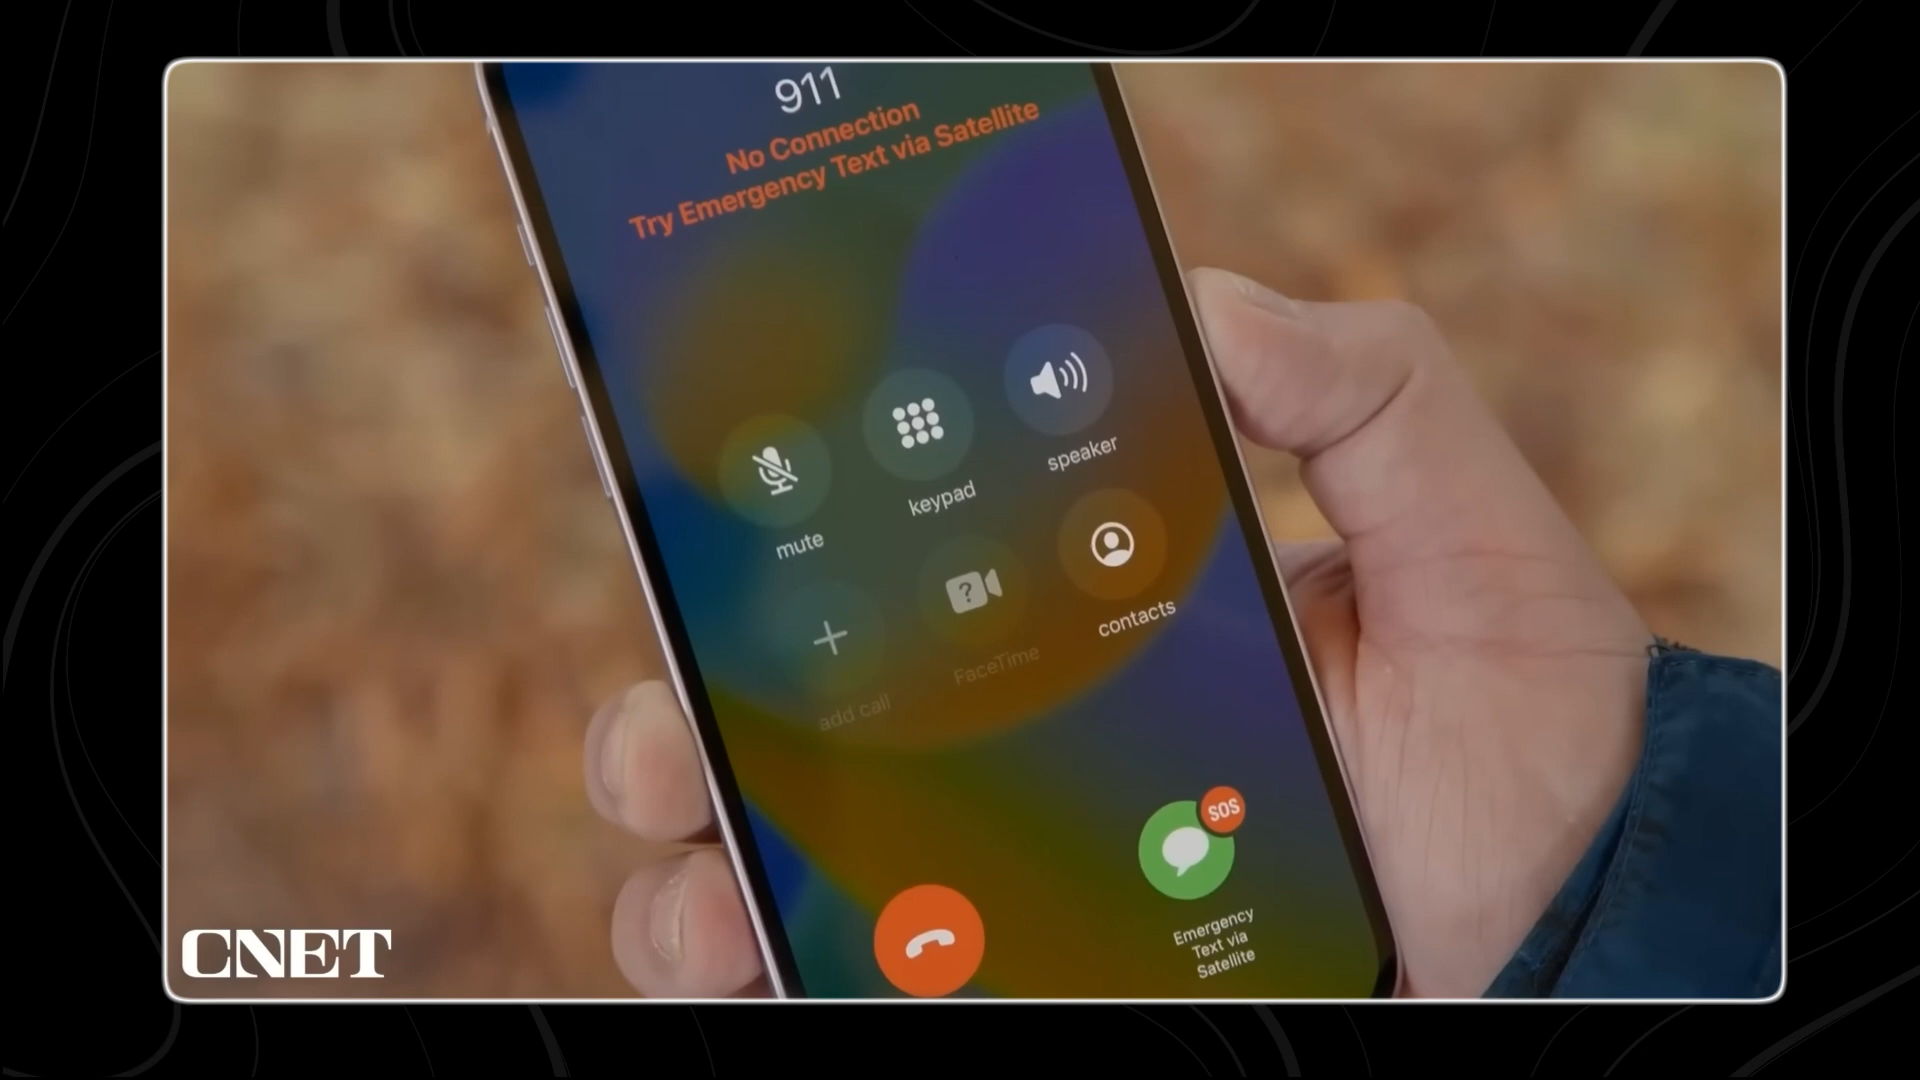 911
No Connection
Try Emergency Text via Satellite
mute
keypad
speaker
add call
FaceTime
?
contacts
SOS
Emergency
Text via
Satellite
CNET